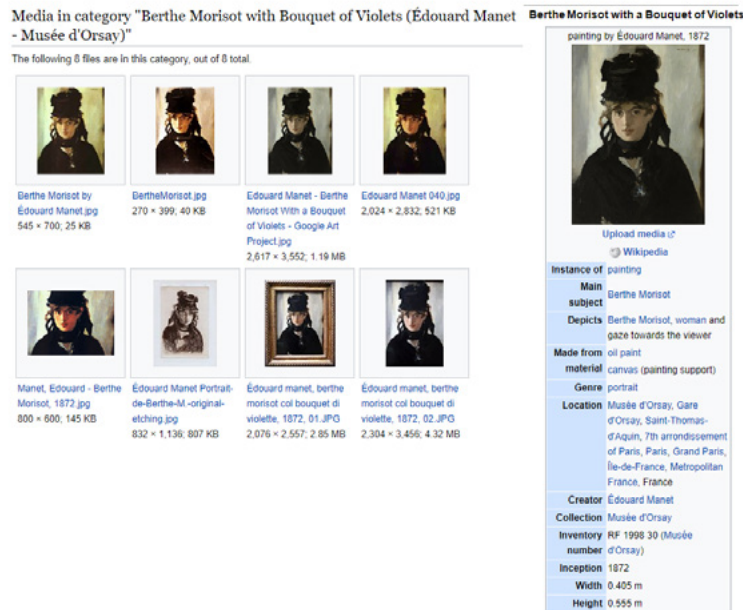 Media in category "Berthe Morisot with Bouquet of Violets (Édouard Manet
- Musée d'Orsay)"
The following 8 files are in this category, out of 8 total.
Berthe Morisot by
Édouard Manet.jpg
545 × 700; 25 KB
BertheMorisot.jpg
270 × 399; 40 KB
Edouard Manet - Berthe
Morisot With a Bouquet
of Violets - Google Art
Project.jpg
2,617 × 3,552; 1.19 MB
Edouard Manet 040.jpg
2,024 × 2,832; 521 KB
Manet, Edouard - Berthe
Morisot, 1872.jpg
800 × 600; 145 KB
Édouard Manet Portrait-
de-Berthe-M.-original-
etching.jpg
832 × 1,136; 807 KB
Édouard manet, berthe
morisot col bouquet di
violette, 1872, 01.JPG
2,076 × 2,557; 2.85 MB
Édouard manet, berthe
morisot col bouquet di
violette, 1872, 02.JPG
2,304 × 3,456; 4.32 MB
Berthe Morisot with a Bouquet of Violets
painting by Édouard Manet, 1872
Upload media
Wikipedia
Instance of painting
Main
subject
Berthe Morisot
Depicts Berthe Morisot, woman and
gaze towards the viewer
Made from oil paint
material canvas (painting support)
Genre portrait
Location Musée d'Orsay, Gare
d'Orsay, Saint-Thomas-
d'Aquin, 7th arrondissement
of Paris, Paris, Grand Paris,
Île-de-France, Metropolitan
France, France
Creator Édouard Manet
Collection Musée d'Orsay
Inventory RF 1998 30 (Musée
number d'Orsay)
Inception 1872
Width 0.405 m
Height 0.555 m